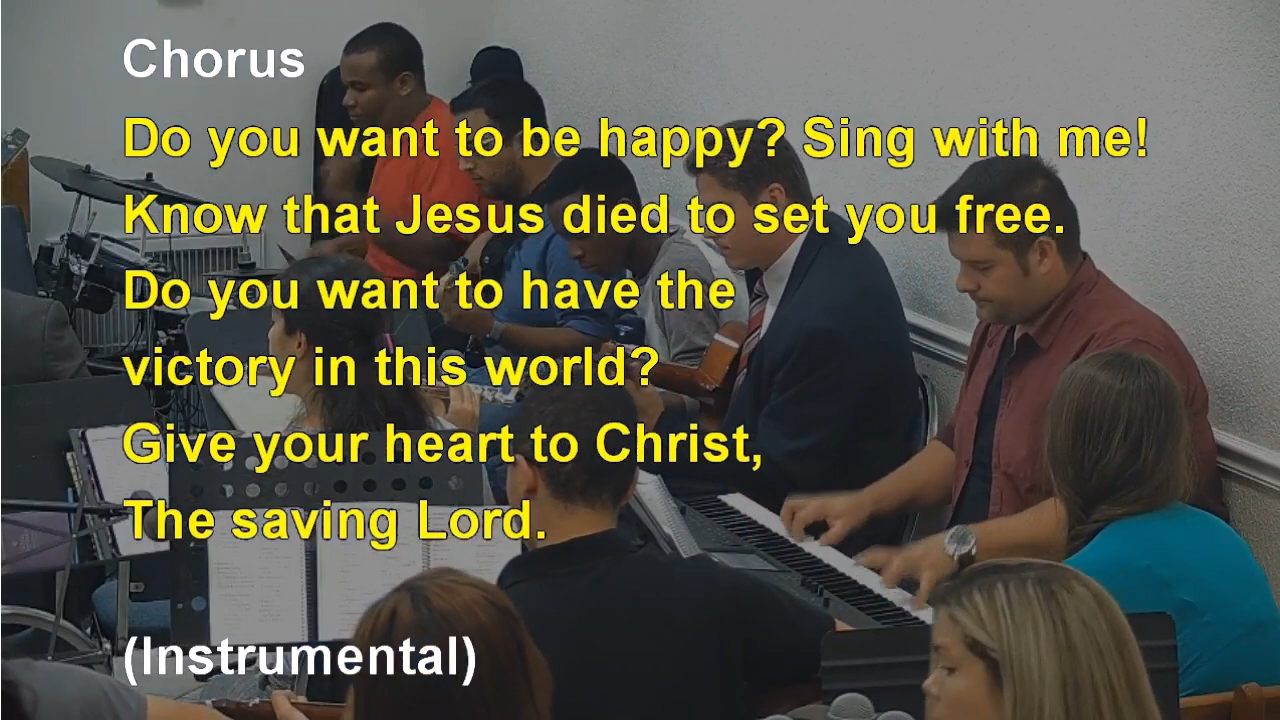 Chorus
Do you want to be happy? Sing with me!
Know that Jesus died to set you free.
Do you want to have the
victory in this world?
Give your heart to Christ,
The saving Lord.
(Instrumental)